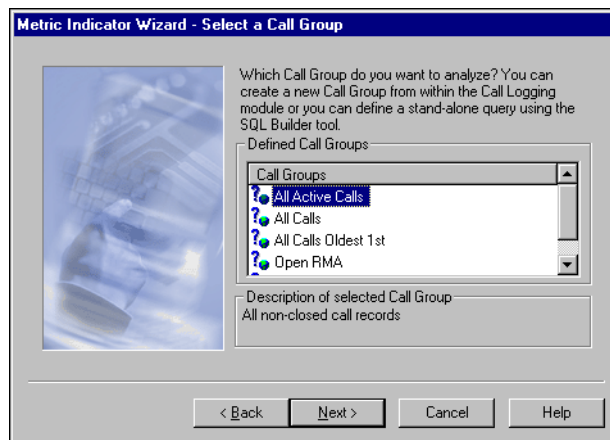 Metric Indicator Wizard - Select a Call Group
Which Call Group do you want to analyze? You can
create a new Call Group from within the Call Logging
module or you can define a stand-alone query using the
SQL Builder tool.
Defined Call Groups
Call Groups
All Active Calls
All Calls
All Calls Oldest 1st
Open RMA
Description of selected Call Group
All non-closed call records
< Back
Next >
Cancel
Help